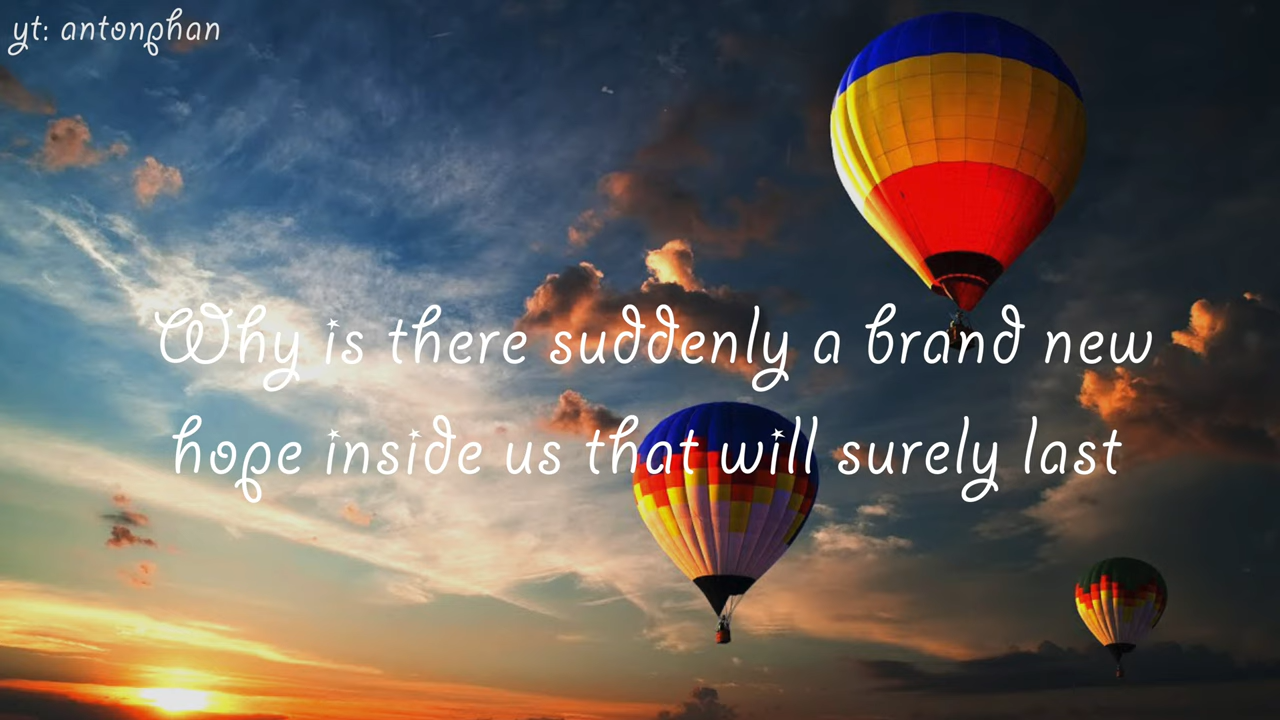 yt: antonphan
Why is there suddenly a brand new
hope inside us that will surely last